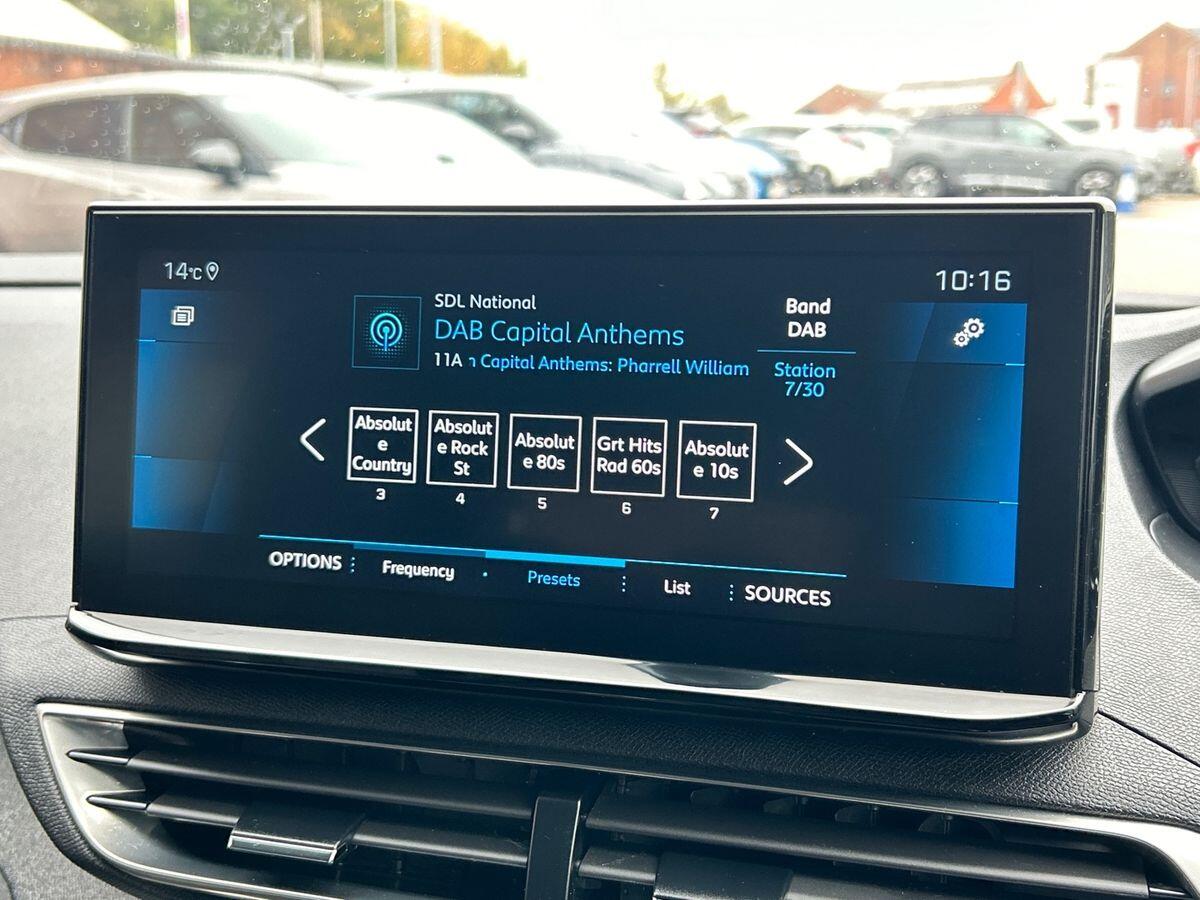 14°C
10:16
SDL National
DAB Capital Anthems
11A n Capital Anthems: Pharrell William
Band
DAB
Station
7/30
Absolut
e
Country
3
Absolut
e Rock
St
4
Absolut
e 80s
5
Grt Hits
Rad 60s
6
Absolut
e 10s
7
OPTIONS
Frequency
Presets
List
SOURCES